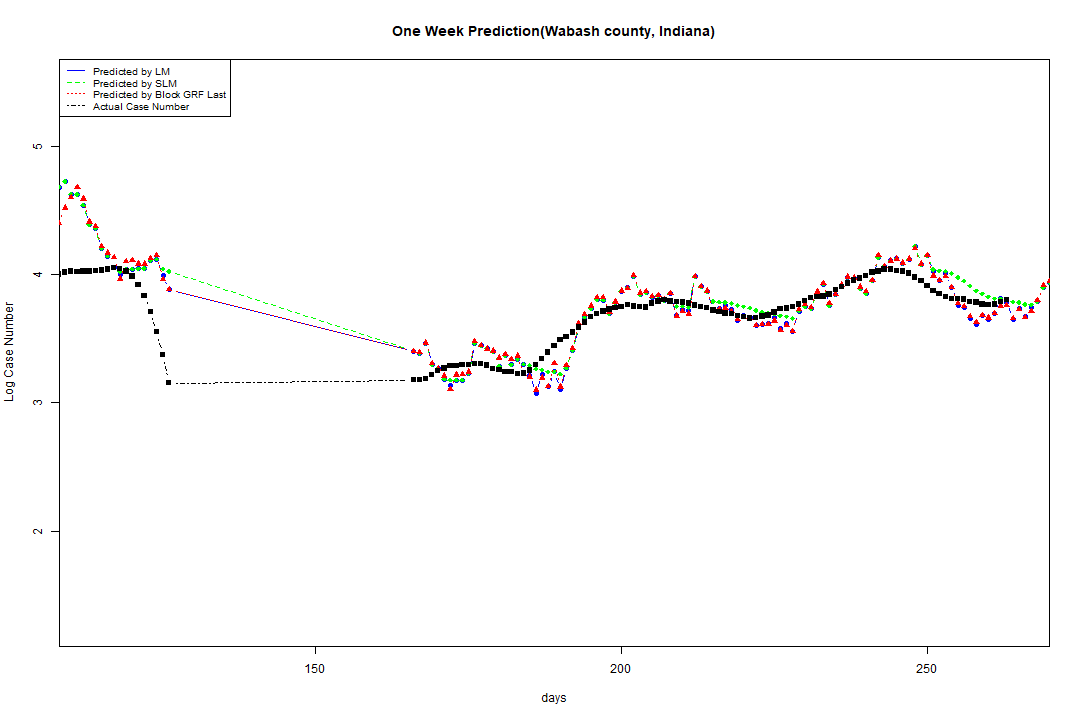 One Week Prediction(Wabash county, Indiana)
Predicted by LM
Predicted by SLM
Predicted by Block GRF Last
Actual Case Number
5
4
3
2
Log Case Number
150 200 250
days